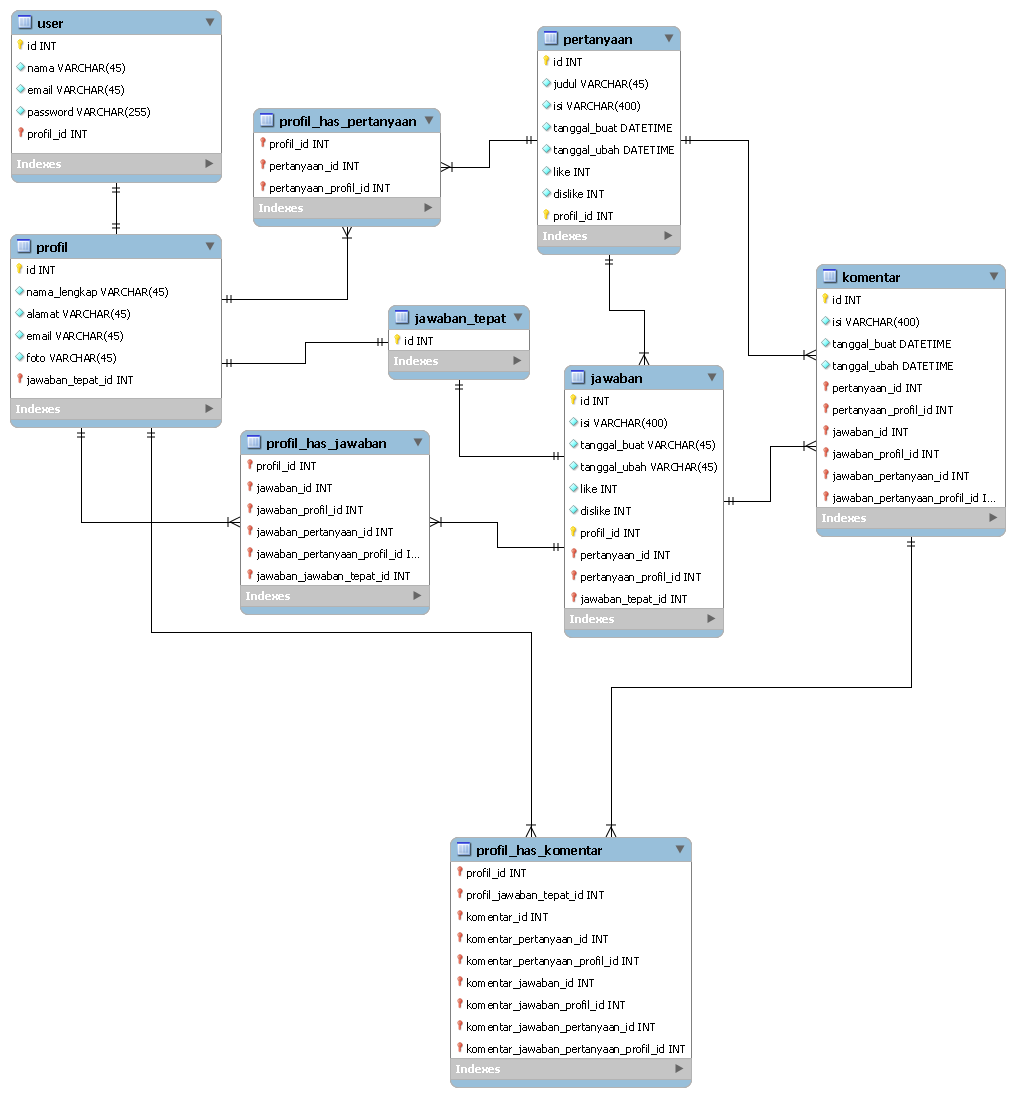 user
id INT
nama VARCHAR(45)
email VARCHAR(45)
password VARCHAR(255)
profil_id INT
Indexes
profil
id INT
nama_lengkap VARCHAR(45)
alamat VARCHAR(45)
email VARCHAR(45)
foto VARCHAR(45)
jawaban_tepat_id INT
Indexes
profil_has_pertanyaan
profil_id INT
pertanyaan_id INT
pertanyaan_profil_id INT
Indexes
pertanyaan
id INT
judul VARCHAR(45)
isi VARCHAR(400)
tanggal_buat DATETIME
tanggal_ubah DATETIME
like INT
dislike INT
profil_id INT
Indexes
jawaban_tepat
id INT
Indexes
profil_has_jawaban
profil_id INT
jawaban_id INT
jawaban_profil_id INT
jawaban_pertanyaan_id INT
jawaban_pertanyaan_profil_id I...
jawaban_jawaban_tepat_id INT
Indexes
jawaban
id INT
isi VARCHAR(400)
tanggal_buat VARCHAR(45)
tanggal_ubah VARCHAR(45)
like INT
dislike INT
profil_id INT
pertanyaan_id INT
pertanyaan_profil_id INT
jawaban_tepat_id INT
Indexes
komentar
id INT
isi VARCHAR(400)
tanggal_buat DATETIME
tanggal_ubah DATETIME
pertanyaan_id INT
pertanyaan_profil_id INT
jawaban_id INT
jawaban_profil_id INT
jawaban_pertanyaan_id INT
jawaban_pertanyaan_profil_id I...
Indexes
profil_has_komentar
profil_id INT
profil_jawaban_tepat_id INT
komentar_id INT
komentar_pertanyaan_id INT
komentar_pertanyaan_profil_id INT
komentar_jawaban_id INT
komentar_jawaban_profil_id INT
komentar_jawaban_pertanyaan_id INT
komentar_jawaban_pertanyaan_profil_id INT
Indexes